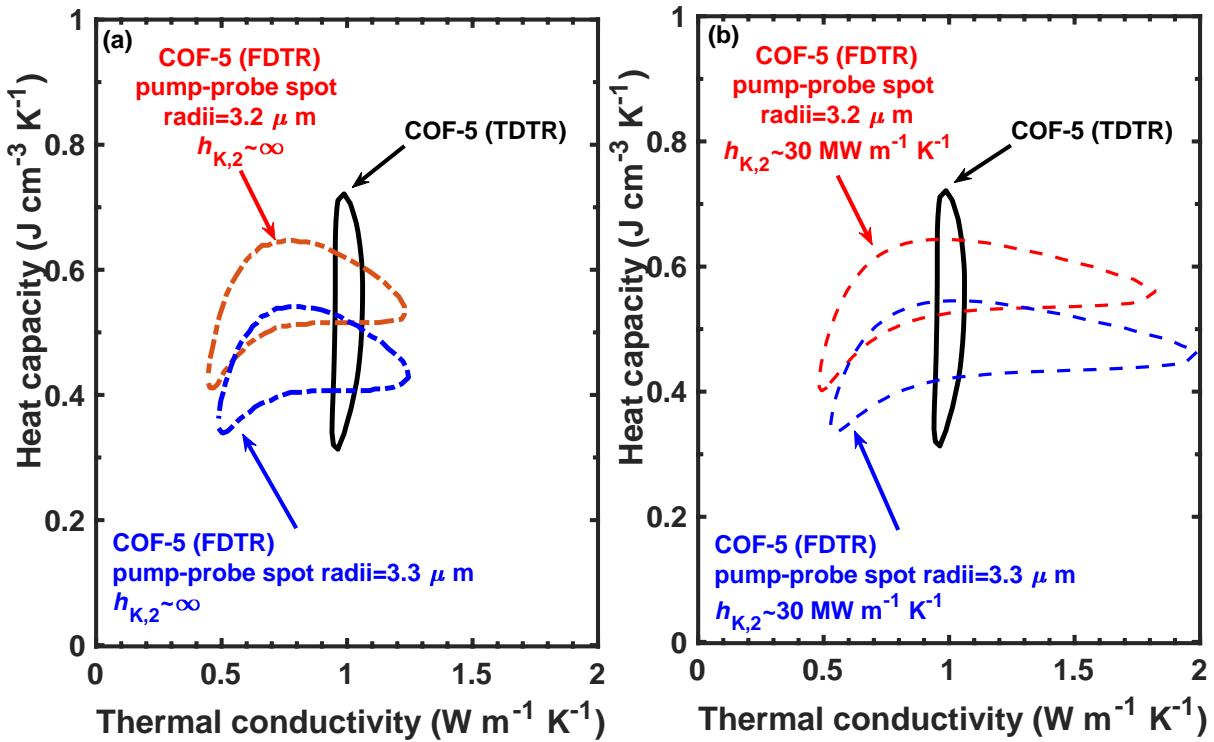 (a)
COF-5 (FDTR)
pump-probe spot
radii=3.2 μ m
h_K,2~∞
COF-5 (TDTR)
COF-5 (FDTR)
pump-probe spot radii=3.3 μ m
h_K,2~∞
Heat capacity (J cm⁻³ K⁻¹)
1
0.8
0.6
0.4
0.2
0
0 0.5 1 1.5 2
Thermal conductivity (W m⁻¹ K⁻¹)
(b)
COF-5 (FDTR)
pump-probe spot
radii=3.2 μ m
h_K,2~30 MW m⁻¹ K⁻¹
COF-5 (TDTR)
COF-5 (FDTR)
pump-probe spot radii=3.3 μ m
h_K,2~30 MW m⁻¹ K⁻¹
Heat capacity (J cm⁻³ K⁻¹)
1
0.8
0.6
0.4
0.2
0
0 0.5 1 1.5 2
Thermal conductivity (W m⁻¹ K⁻¹)